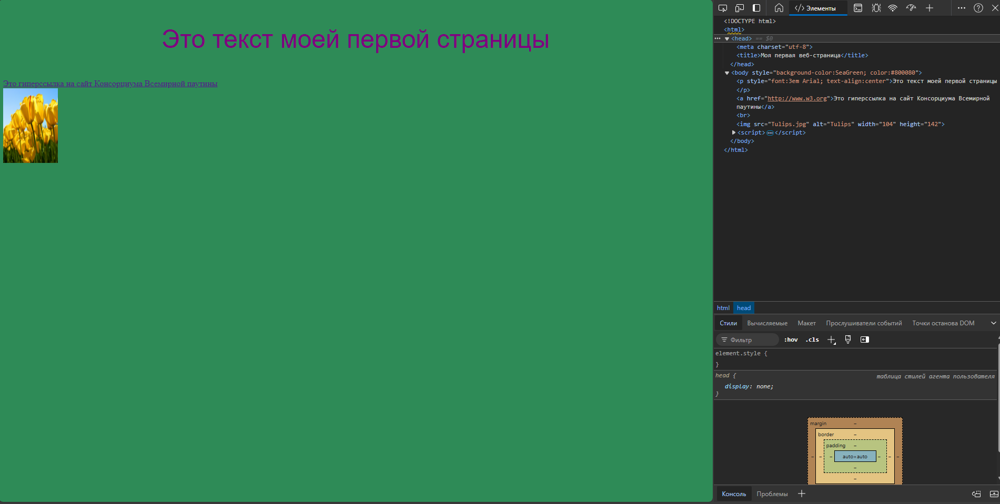 Это текст моей первой страницы
Это гиперссылка на сайт Консорциума Всемирной паутины
Элементы
<!DOCTYPE html>
<html>
<head> == $0
<meta charset="utf-8">
<title>Моя первая веб-страница</title>
</head>
<body style="background-color:SeaGreen; color:#800080">
<p style="font:3em Arial; text-align:center">Это текст моей первой страницы
</p>
<a href="http://www.w3.org">Это гиперссылка на сайт Консорциума Всемирной
паутины</a>
<br>
<img src="Tulips.jpg" alt="Tulips" width="104" height="142">
<script>…</script>
</body>
</html>
html head
Стили Вычисляемые Макет Прослушиватели событий Точки останова DOM
Фильтр :hov .cls
element.style {
}
head { таблица стилей агента пользователя
display: none;
}
margin –
border –
padding –
– – – auto×auto – – –
–
–
Консоль Проблемы